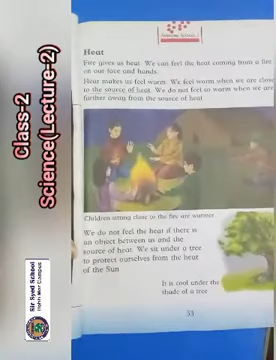 Class-2
Science(Lecture-2)
Sir Syed School
Heat
Fire gives us heat. We can feel the heat coming from a fire
on our face and hands.
Heat makes us feel warm. We feel warm when we are close
to the source of heat. We do not feel so warm when we are
further away from the source of heat.
Children sitting close to the fire are warmer
We do not feel the heat if there is
an object between us and the
source of heat. We sit under a tree
to protect ourselves from the heat
of the Sun
It is cool under the
shade of a tree
53